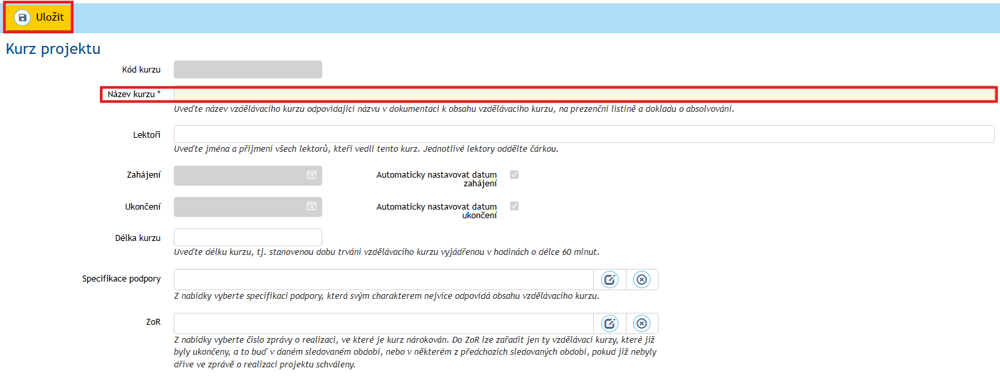 Uložit
Kurz projektu
Kód kurzu
Název kurzu *
Uveďte název vzdělávacího kurzu odpovídající názvu v dokumentaci k obsahu vzdělávacího kurzu, na prezenční listině a dokladu o absolvování.
Lektoři
Uveďte jména a příjmení všech lektorů, kteří vedli tento kurz. Jednotlivé lektory oddělte čárkou.
Zahájení
Automaticky nastavovat datum
zahájení
Ukončení
Automaticky nastavovat datum
ukončení
Délka kurzu
Uveďte délku kurzu, tj. stanovenou dobu trvání vzdělávacího kurzu vyjádřenou v hodinách o délce 60 minut.
Specifikace podpory
Z nabídky vyberte specifikaci podpory, která svým charakterem nejvíce odpovídá obsahu vzdělávacího kurzu.
ZoR
Z nabídky vyberte číslo zprávy o realizaci, ve které je kurz nárokován. Do ZoR lze zařadit jen ty vzdělávací kurzy, které již
byly ukončeny, a to buď v daném sledovaném období, nebo v některém z předchozích sledovaných období, pokud již nebyly
dříve ve zprávě o realizaci projektu schváleny.